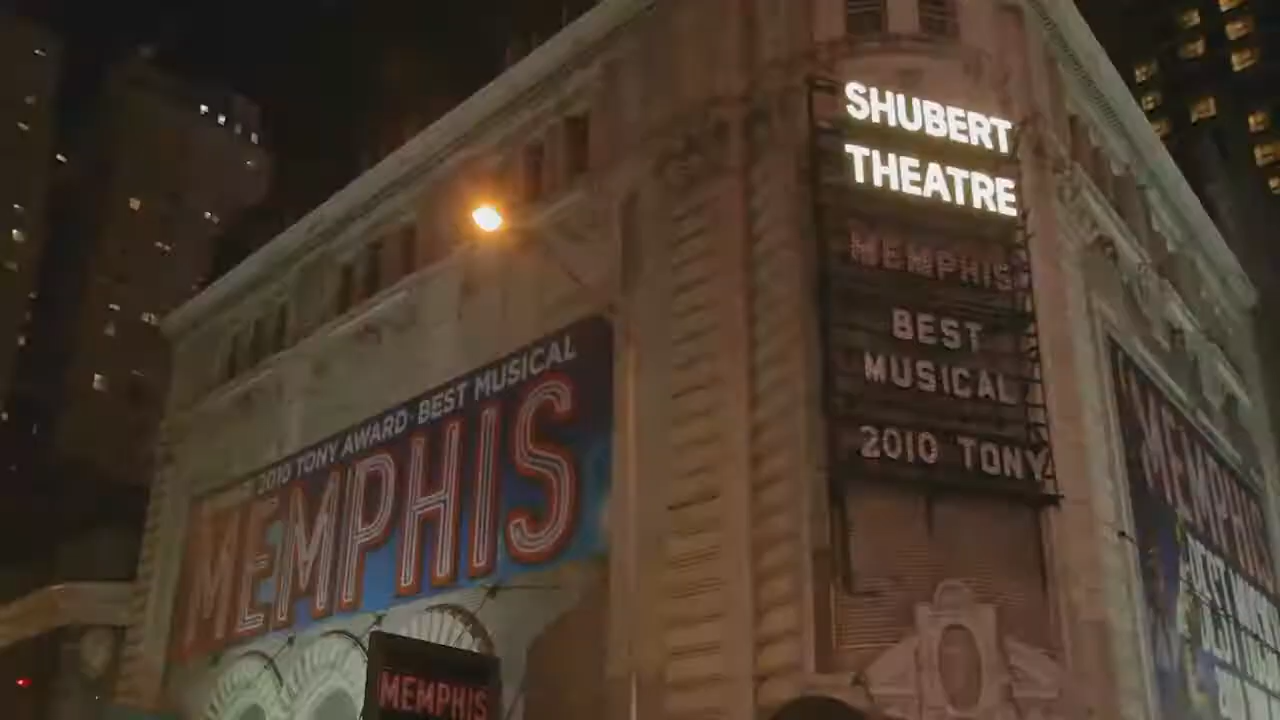 SHUBERT
THEATRE
MEMPHIS
BEST
MUSICAL
2010 TONY
2010 TONY AWARD · BEST MUSICAL
MEMPHIS
MEMPHIS
MEMPHIS